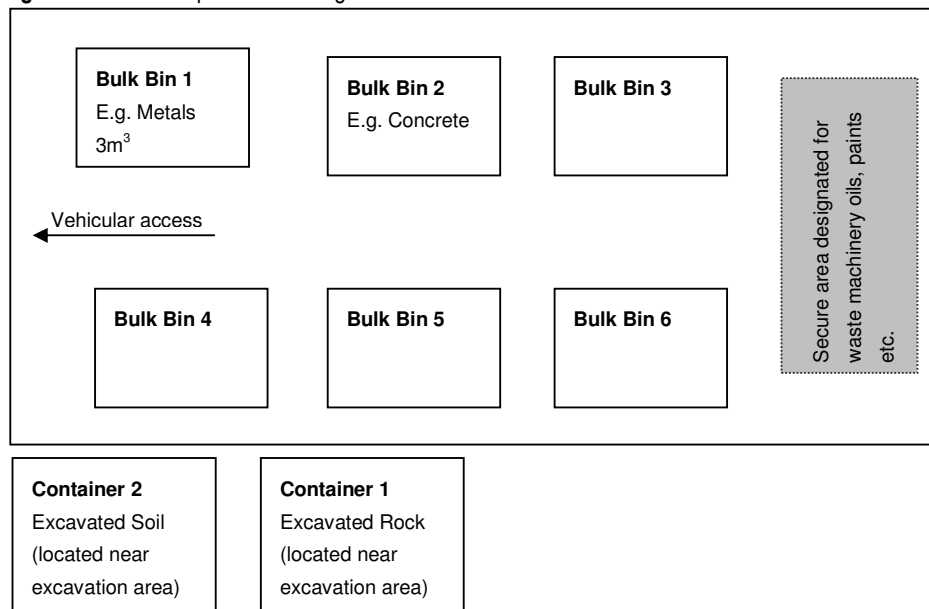 Bulk Bin 1
E.g. Metals
3m³
Bulk Bin 2
E.g. Concrete
Bulk Bin 3
Secure area designated for
waste machinery oils, paints
etc.
Vehicular access
Bulk Bin 4
Bulk Bin 5
Bulk Bin 6
Container 2
Excavated Soil
(located near
excavation area)
Container 1
Excavated Rock
(located near
excavation area)